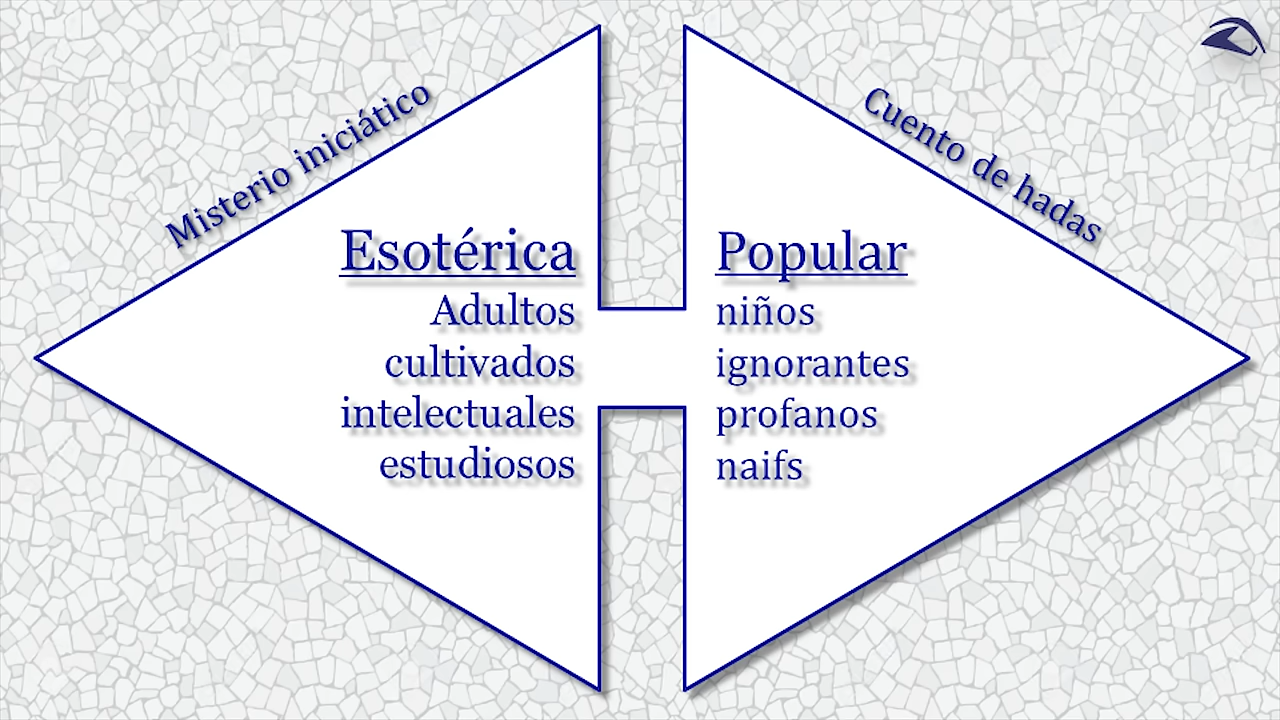 Misterio iniciático
Esotérica
Adultos
cultivados
intelectuales
estudiosos
Cuento de hadas
Popular
niños
ignorantes
profanos
naifs